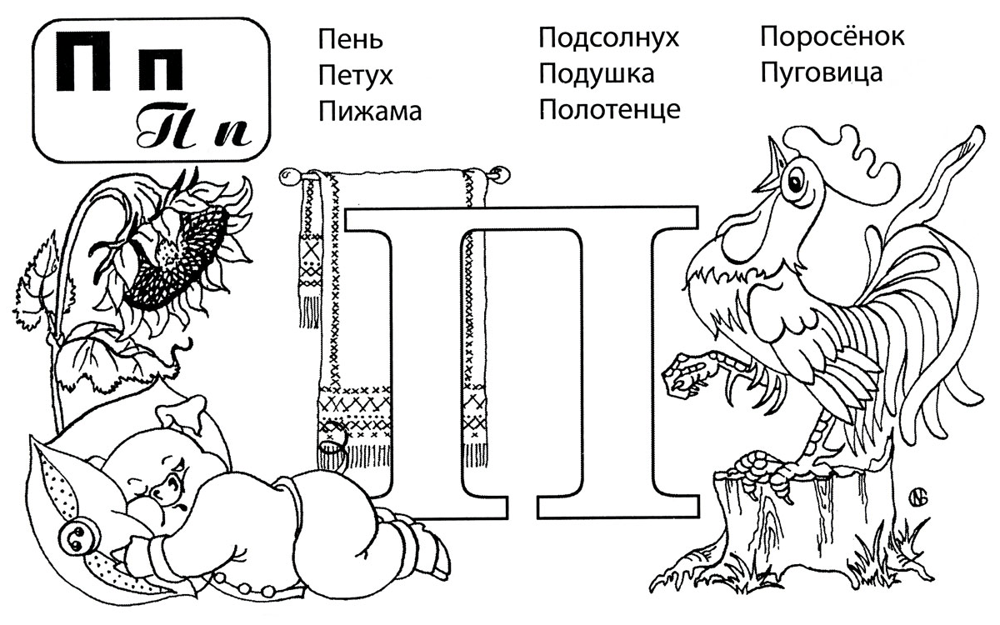 П п
П п
Пень
Петух
Пижама
Подсолнух
Подушка
Полотенце
Поросёнок
Пуговица
П